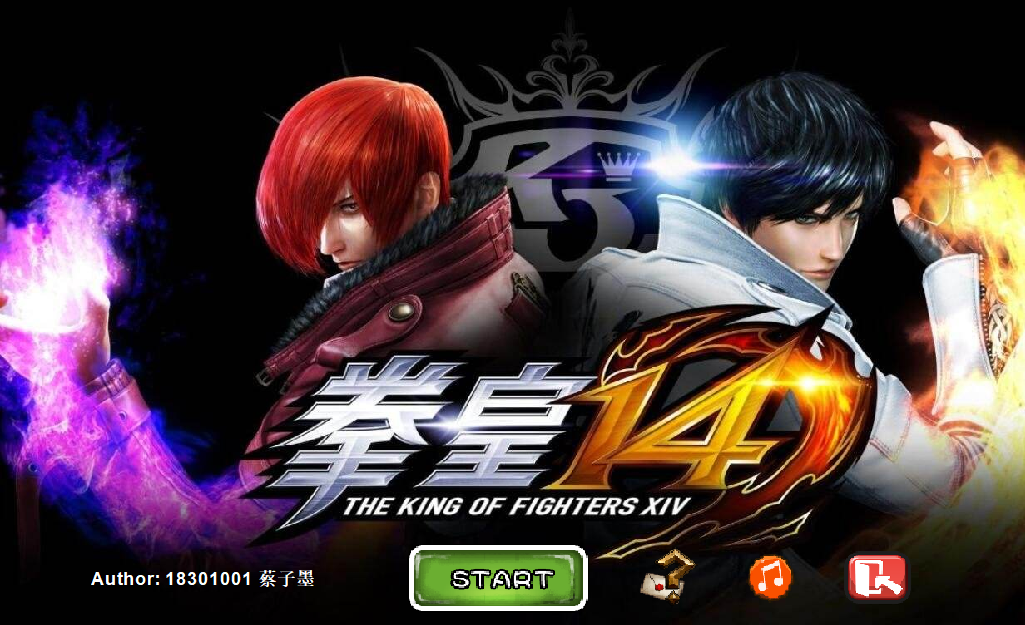 拳皇14
THE KING OF FIGHTERS XIV
Author: 18301001 蔡子墨
START